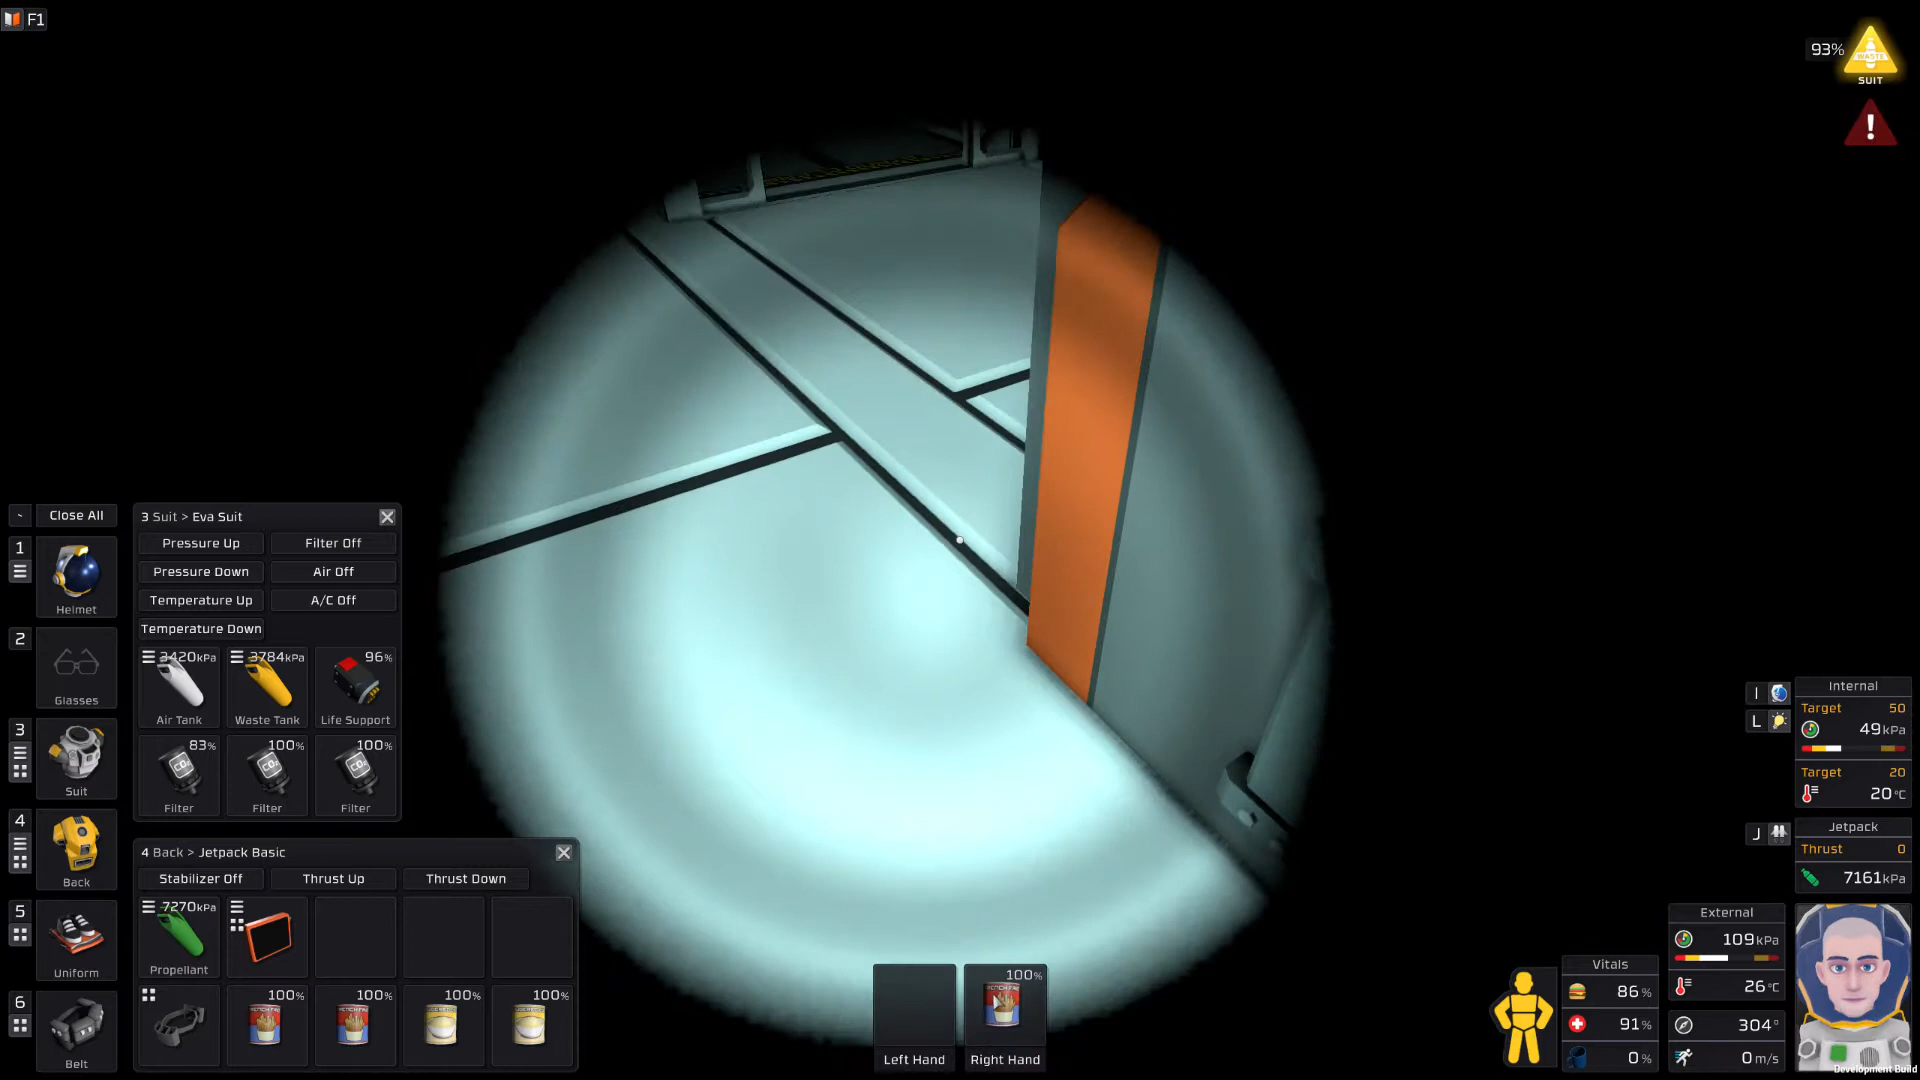 F1
93%
WASTE
SUIT
!
~ Close All
1
Helmet
2
Glasses
3
Suit
4
Back
5
Uniform
6
Belt
3 Suit > Eva Suit
Pressure Up Filter Off
Pressure Down Air Off
Temperature Up A/C Off
Temperature Down
3420kPa 3784kPa 96%
Air Tank Waste Tank Life Support
83% 100% 100%
CO₂ CO₂ CO₂
Filter Filter Filter
4 Back > Jetpack Basic
Stabilizer Off Thrust Up Thrust Down
7270kPa
Propellant
100% 100% 100% 100%
100%
Left Hand Right Hand
I
L
Internal
Target 50
49kPa
Target 20
20°C
J
Jetpack
Thrust 0
7161kPa
External
109kPa
26°C
304°
0m/s
Vitals
86%
91%
0%
Development Build